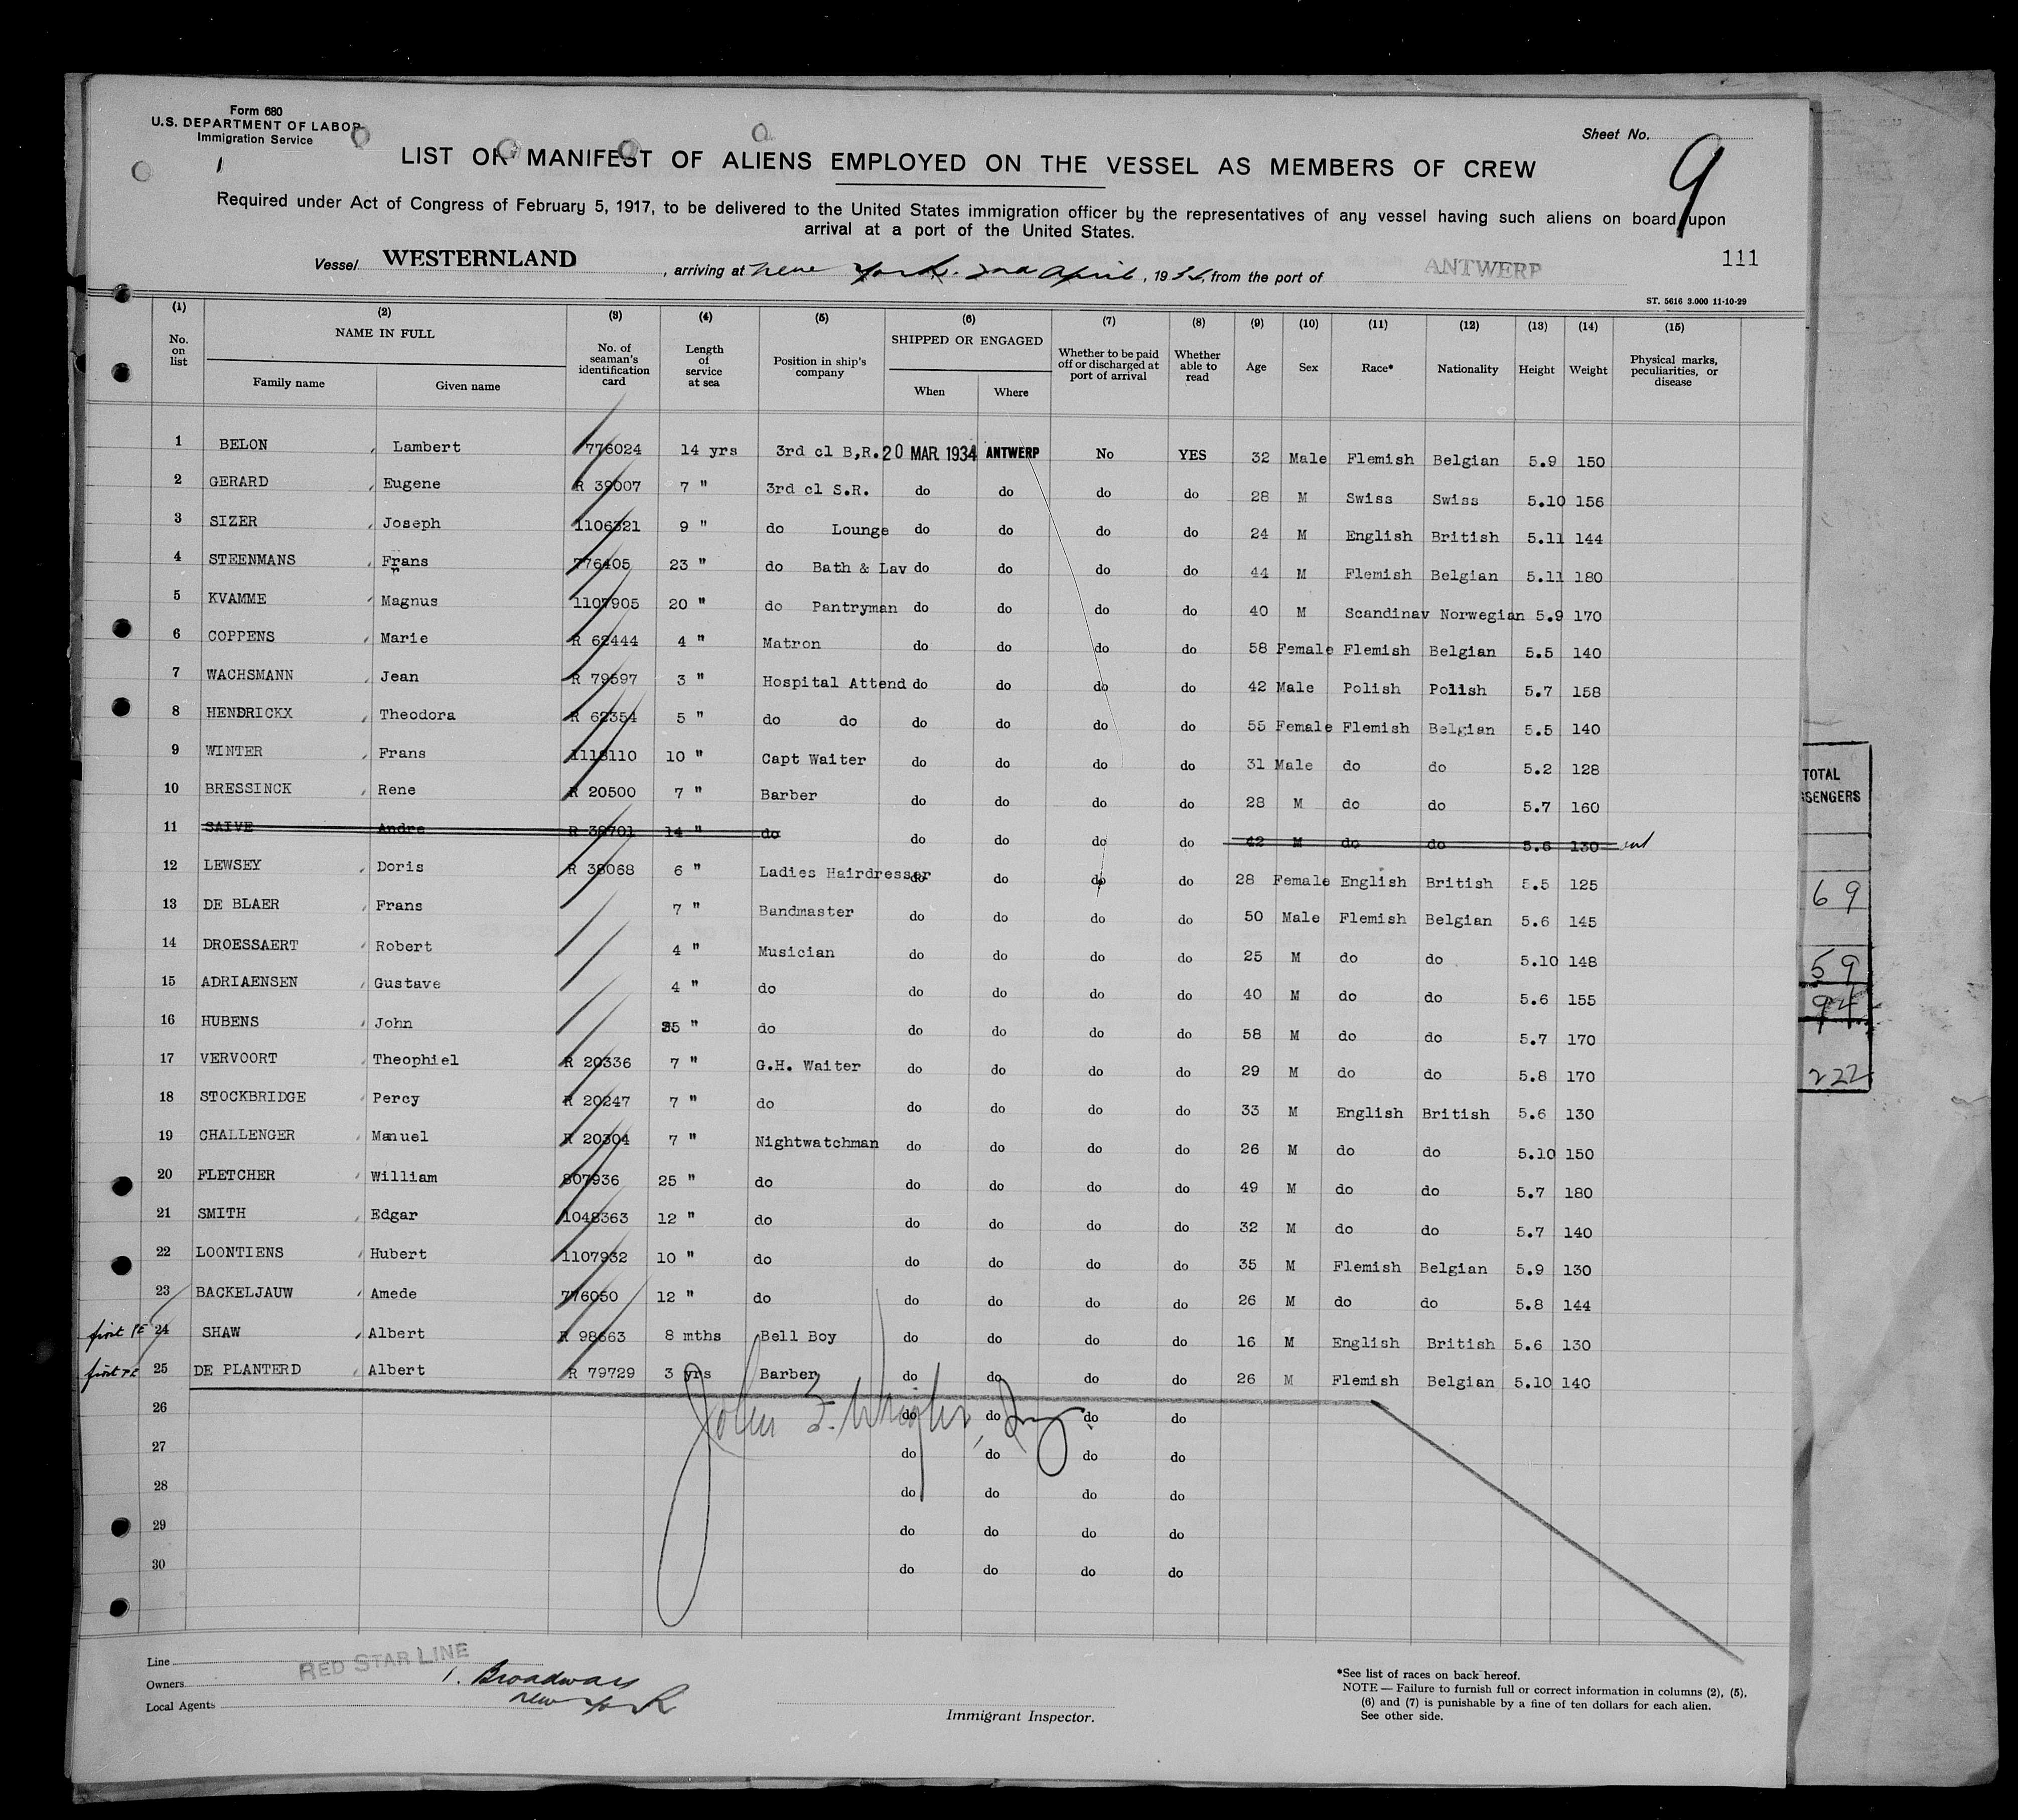 Form 680
U.S. DEPARTMENT OF LABOR
Immigration Service
Sheet No. 9
LIST OR MANIFEST OF ALIENS EMPLOYED ON THE VESSEL AS MEMBERS OF CREW
Required under Act of Congress of February 5, 1917, to be delivered to the United States immigration officer by the representatives of any vessel having such aliens on board upon
arrival at a port of the United States.
111
Vessel WESTERNLAND, arriving at New York. 2nd April, 1934, from the port of ANTWERP
ST. 5616 3.000 11-10-29
(1) (2) (3) (4) (5) (6) (7) (8) (9) (10) (11) (12) (13) (14) (15)
No. on list NAME IN FULL Family name Given name No. of seaman's identification card Length of service at sea Position in ship's company SHIPPED OR ENGAGED When Where Whether to be paid off or discharged at port of arrival Whether able to read Age Sex Race* Nationality Height Weight Physical marks, peculiarities, or disease
1 BELON Lambert 776024 14 yrs 3rd cl B,R. 20 MAR. 1934 ANTWERP No YES 32 Male Flemish Belgian 5.9 150
2 GERARD Eugene R 39007 7 " 3rd cl S.R. do do do do 28 M Swiss Swiss 5.10 156
3 SIZER Joseph 1106321 9 " do Lounge do do do do 24 M English British 5.11 144
4 STEENMANS Frans 776405 23 " do Bath & Lav do do do do 44 M Flemish Belgian 5.11 180
5 KVAMME Magnus 1107905 20 " do Pantryman do do do do 40 M Scandinav Norwegian 5.9 170
6 COPPENS Marie R 62444 4 " Matron do do do do 58 Female Flemish Belgian 5.5 140
7 WACHSMANN Jean R 79697 3 " Hospital Attend do do do do 42 Male Polish Polish 5.7 158
8 HENDRICKX Theodora R 62354 5 " do do do do do do 55 Female Flemish Belgian 5.5 140
9 WINTER Frans 1118110 10 " Capt Waiter do do do do 31 Male do do 5.2 128
10 BRESSINCK Rene R 20500 7 " Barber do do do do 28 M do do 5.7 160
11 SAIVE Andre R 38701 14 " do do do do do 42 M do do 5.6 130
12 LEWSEY Doris R 38068 6 " Ladies Hairdresser do do do do 28 Female English British 5.5 125
13 DE BLAER Frans 7 " Bandmaster do do do do 50 Male Flemish Belgian 5.6 145
14 DROESSAERT Robert 4 " Musician do do do do 25 M do do 5.10 148
15 ADRIAENSEN Gustave 4 " do do do do do 40 M do do 5.6 155
16 HUBENS John 35 " do do do do do 58 M do do 5.7 170
17 VERVOORT Theophiel R 20336 7 " G.H. Waiter do do do do 29 M do do 5.8 170
18 STOCKBRIDGE Percy R 20247 7 " do do do do do 33 M English British 5.6 130
19 CHALLENGER Manuel R 20304 7 " Nightwatchman do do do do 26 M do do 5.10 150
20 FLETCHER William 807936 25 " do do do do do 49 M do do 5.7 180
21 SMITH Edgar 1048363 12 " do do do do do 32 M do do 5.7 140
22 LOONTIENS Hubert 1107932 10 " do do do do do 35 M Flemish Belgian 5.9 130
23 BACKELJAUW Amede 776050 12 " do do do do do 26 M do do 5.8 144
first 24 SHAW Albert R 98663 8 mths Bell Boy do do do do 16 M English British 5.6 130
first 25 DE PLANTERD Albert R 79729 3 yrs Barber do do do do 26 M Flemish Belgian 5.10 140
26 do do do do
27 do do do do
28 do do do do
29 do do do do
30 do do do do
Line RED STAR LINE
Owners 1. Broadway
Local Agents New York
Immigrant Inspector.
*See list of races on back hereof.
NOTE — Failure to furnish full or correct information in columns (2), (5),
(6) and (7) is punishable by a fine of ten dollars for each alien.
See other side.
TOTAL
SENGERS
69
59
94
222